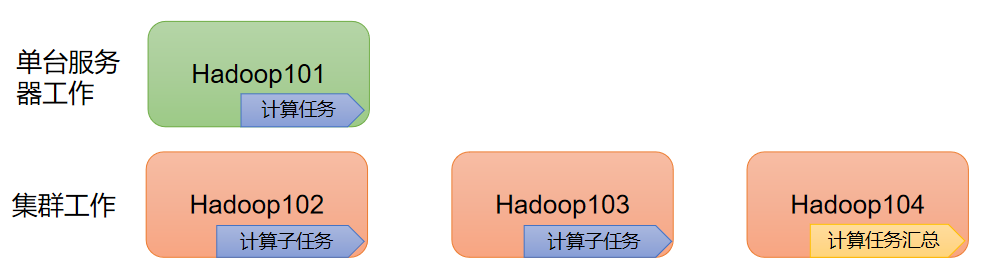 单台服务
器工作
Hadoop101
计算任务
集群工作
Hadoop102
计算子任务
Hadoop103
计算子任务
Hadoop104
计算任务汇总